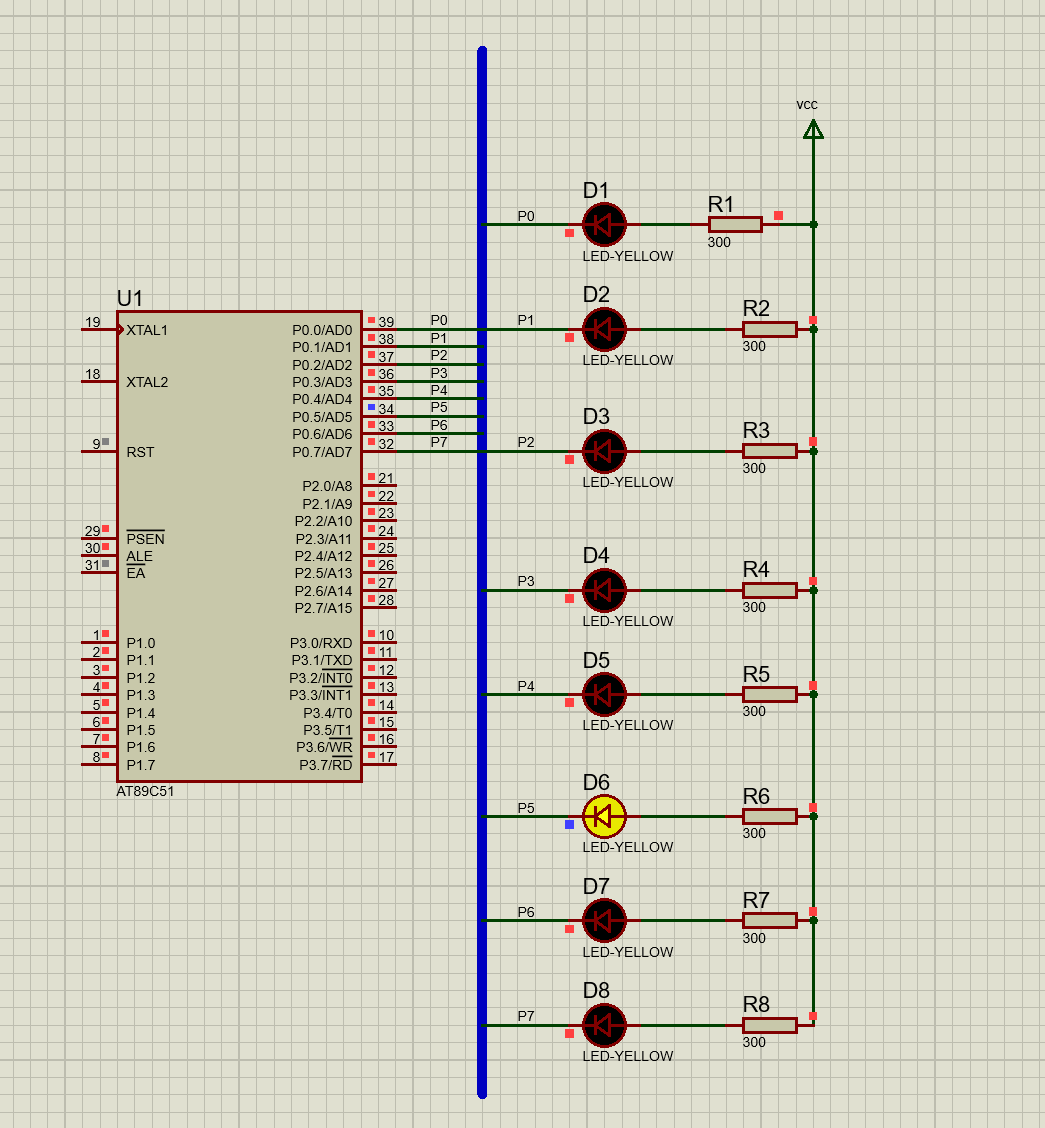 vcc
D1
R1
P0
LED-YELLOW
300
D2
R2
P1
LED-YELLOW
300
D3
R3
P2
LED-YELLOW
300
D4
R4
P3
LED-YELLOW
300
D5
R5
P4
LED-YELLOW
300
D6
R6
P5
LED-YELLOW
300
D7
R7
P6
LED-YELLOW
300
D8
R8
P7
LED-YELLOW
300
U1
19 XTAL1
18 XTAL2
9 RST
29 PSEN
30 ALE
31 EA
1 P1.0
2 P1.1
3 P1.2
4 P1.3
5 P1.4
6 P1.5
7 P1.6
8 P1.7
P0.0/AD0 39 P0
P0.1/AD1 38 P1
P0.2/AD2 37 P2
P0.3/AD3 36 P3
P0.4/AD4 35 P4
P0.5/AD5 34 P5
P0.6/AD6 33 P6
P0.7/AD7 32 P7
P2.0/A8 21
P2.1/A9 22
P2.2/A10 23
P2.3/A11 24
P2.4/A12 25
P2.5/A13 26
P2.6/A14 27
P2.7/A15 28
P3.0/RXD 10
P3.1/TXD 11
P3.2/INT0 12
P3.3/INT1 13
P3.4/T0 14
P3.5/T1 15
P3.6/WR 16
P3.7/RD 17
AT89C51